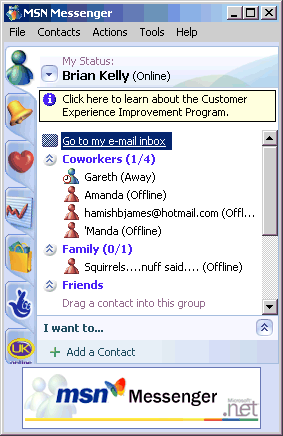 MSN Messenger
File Contacts Actions Tools Help
My Status:
Brian Kelly (Online)
Click here to learn about the Customer
Experience Improvement Program.
Go to my e-mail inbox
Coworkers (1/4)
Gareth (Away)
Amanda (Offline)
hamishbjames@hotmail.com (Offl...
'Manda (Offline)
Family (0/1)
Squirrels....nuff said.... (Offline)
Friends
Drag a contact into this group
UK
online
I want to...
+ Add a Contact
msn Messenger
Microsoft
.net